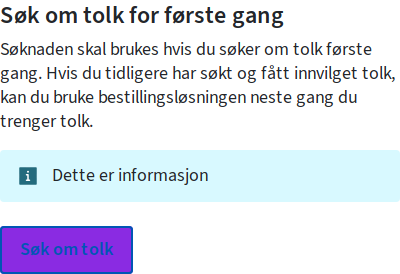 Søk om tolk for første gang
Søknaden skal brukes hvis du søker om tolk første
gang. Hvis du tidligere har søkt og fått innvilget tolk,
kan du bruke bestillingsløsningen neste gang du
trenger tolk.
Dette er informasjon
Søk om tolk